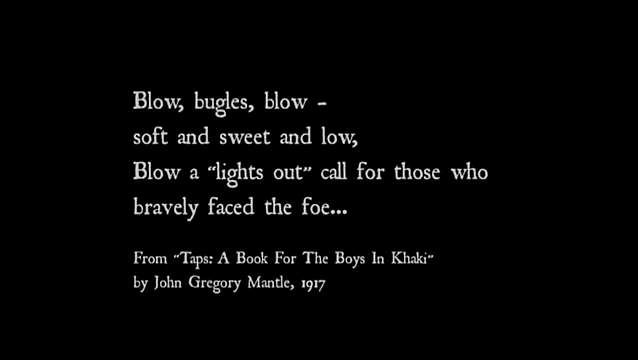 Blow, bugles, blow -
soft and sweet and low,
Blow a "lights out" call for those who
bravely faced the foe...
From "Taps: A Book For The Boys In Khaki"
by John Gregory Mantle, 1917